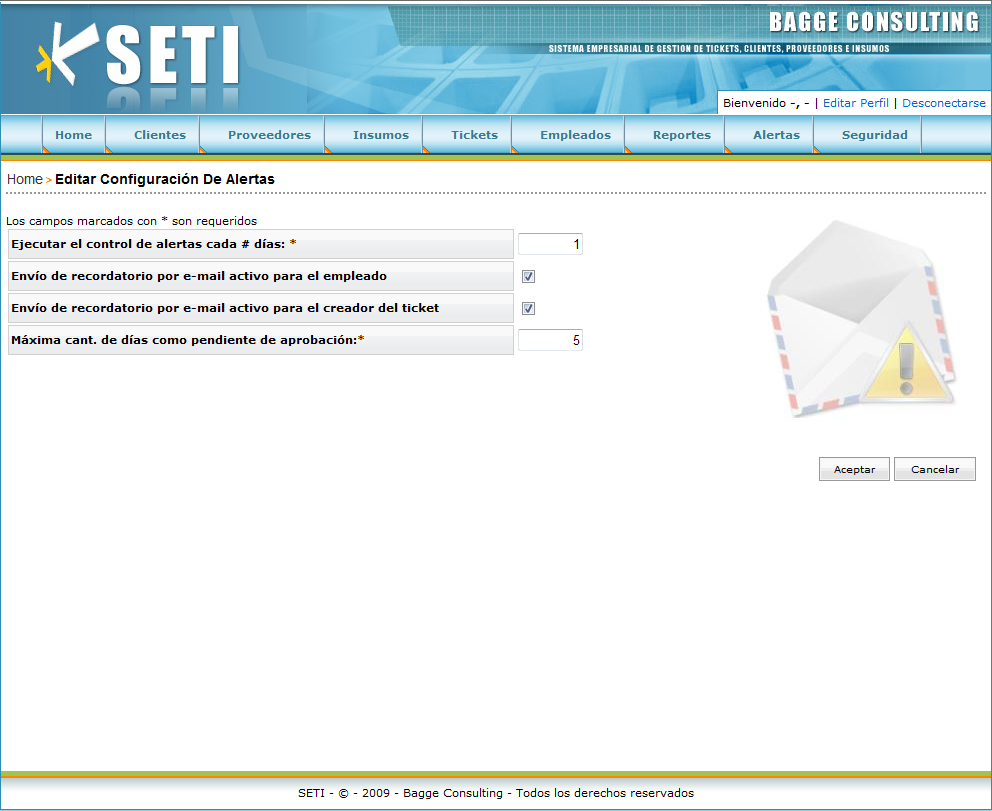 SETI
BAGGE CONSULTING
SISTEMA EMPRESARIAL DE GESTION DE TICKETS, CLIENTES, PROVEEDORES E INSUMOS
Bienvenido -, - | Editar Perfil | Desconectarse
Home Clientes Proveedores Insumos Tickets Empleados Reportes Alertas Seguridad
Home > Editar Configuración De Alertas
Los campos marcados con * son requeridos
Ejecutar el control de alertas cada # días: * 1
Envío de recordatorio por e-mail activo para el empleado
Envío de recordatorio por e-mail activo para el creador del ticket
Máxima cant. de días como pendiente de aprobación:* 5
Aceptar Cancelar
SETI - © - 2009 - Bagge Consulting - Todos los derechos reservados